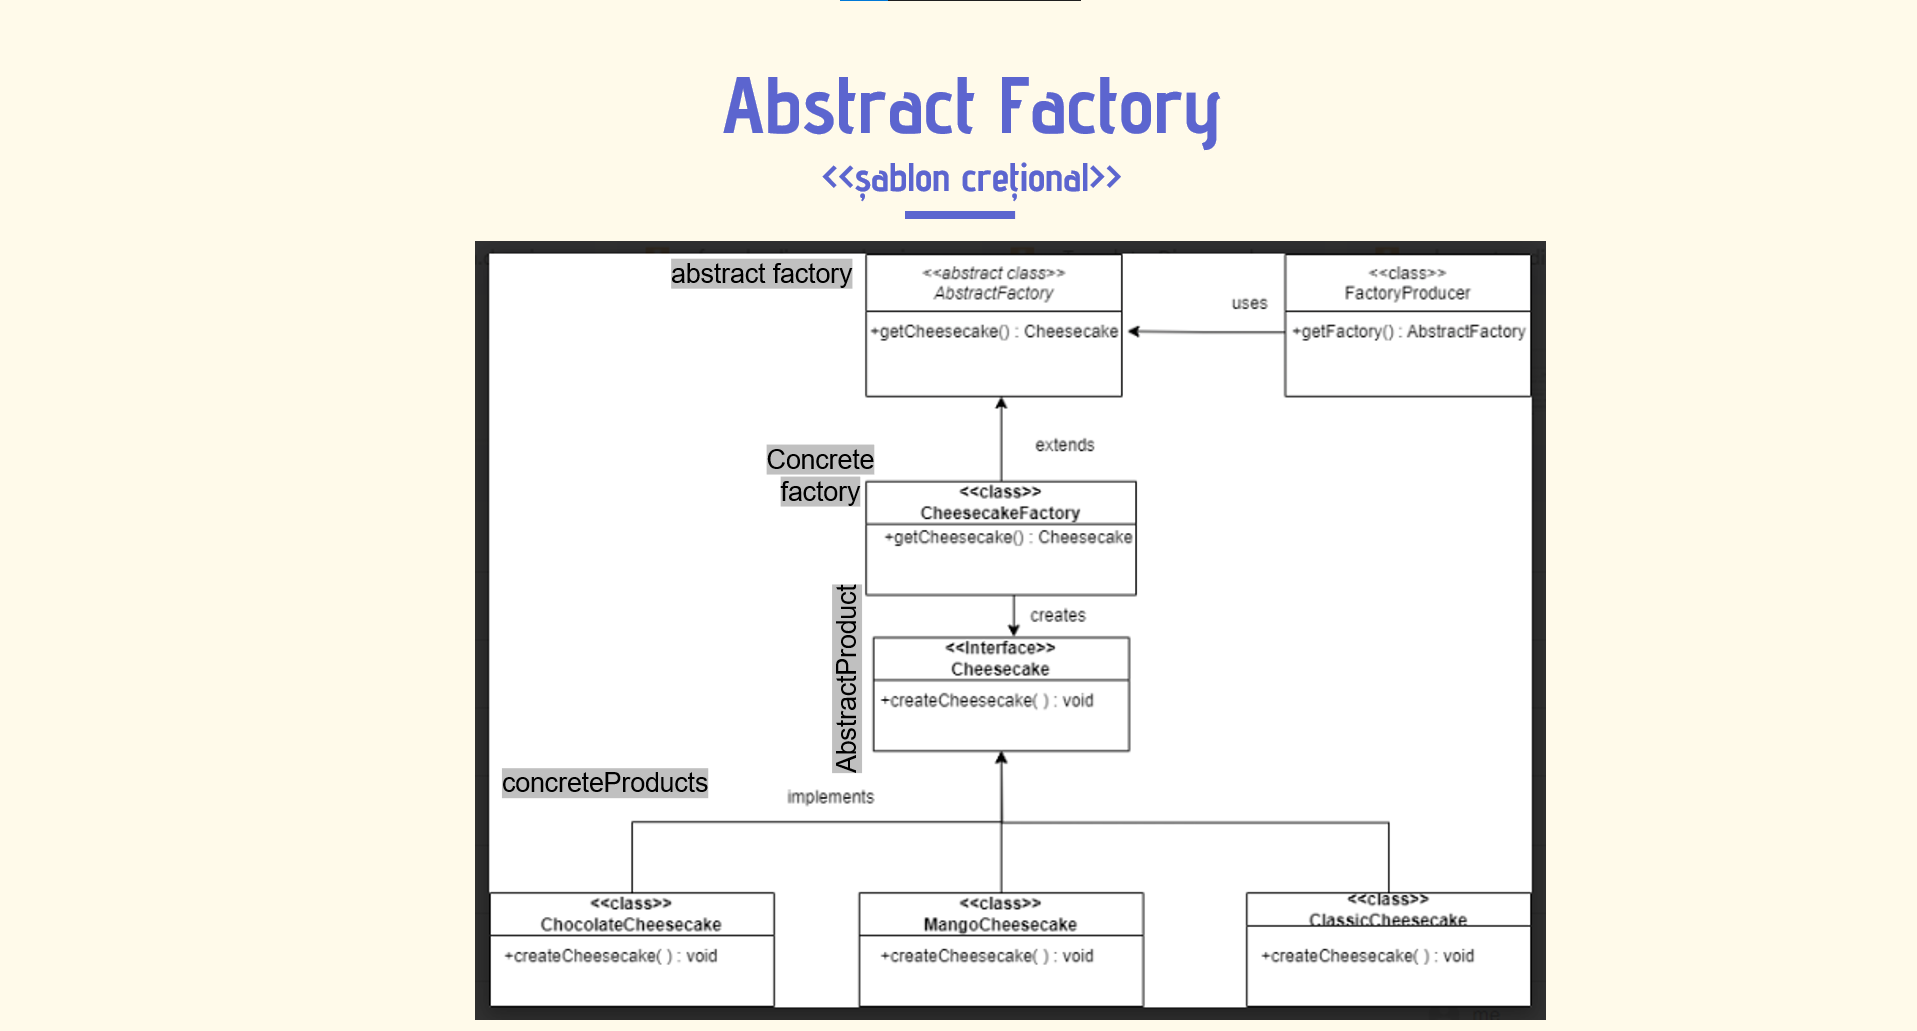 Abstract Factory
<<șablon crețional>>
abstract factory
<<abstract class>>
AbstractFactory
+getCheesecake() : Cheesecake
uses
<<class>>
FactoryProducer
+getFactory() : AbstractFactory
extends
Concrete
factory
<<class>>
CheesecakeFactory
+getCheesecake() : Cheesecake
creates
AbstractProduct
<<Interface>>
Cheesecake
+createCheesecake( ) : void
concreteProducts
implements
<<class>>
ChocolateCheesecake
+createCheesecake( ) : void
<<class>>
MangoCheesecake
+createCheesecake( ) : void
<<class>>
ClassicCheesecake
+createCheesecake( ) : void